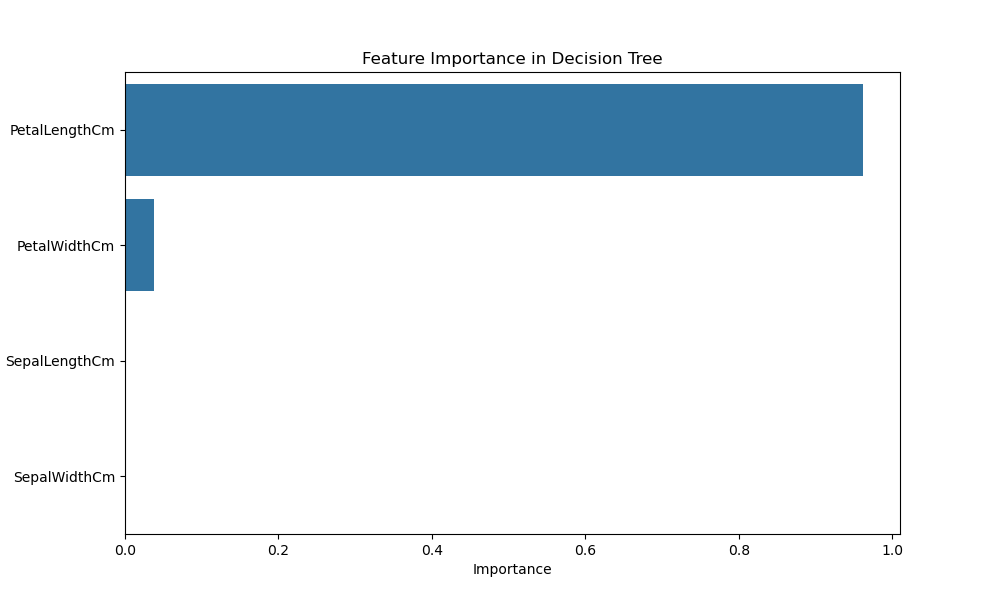 Feature Importance in Decision Tree
PetalLengthCm
PetalWidthCm
SepalLengthCm
SepalWidthCm
0.0 0.2 0.4 0.6 0.8 1.0
Importance